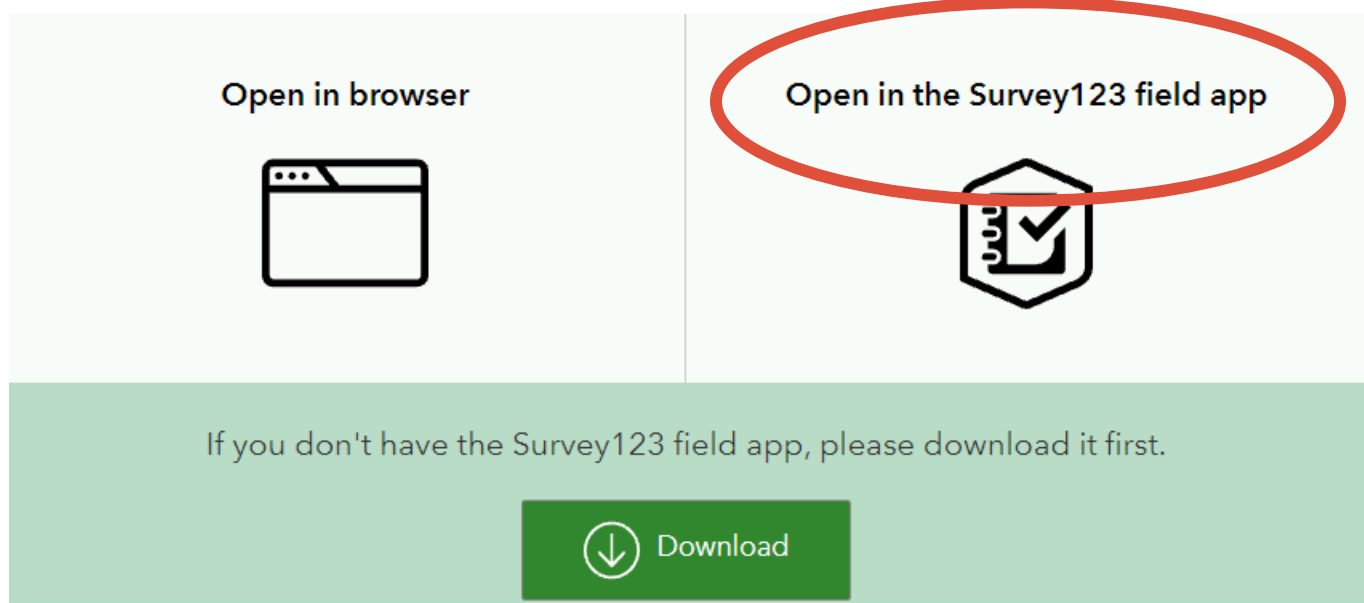 Open in browser
Open in the Survey123 field app
If you don't have the Survey123 field app, please download it first.
Download